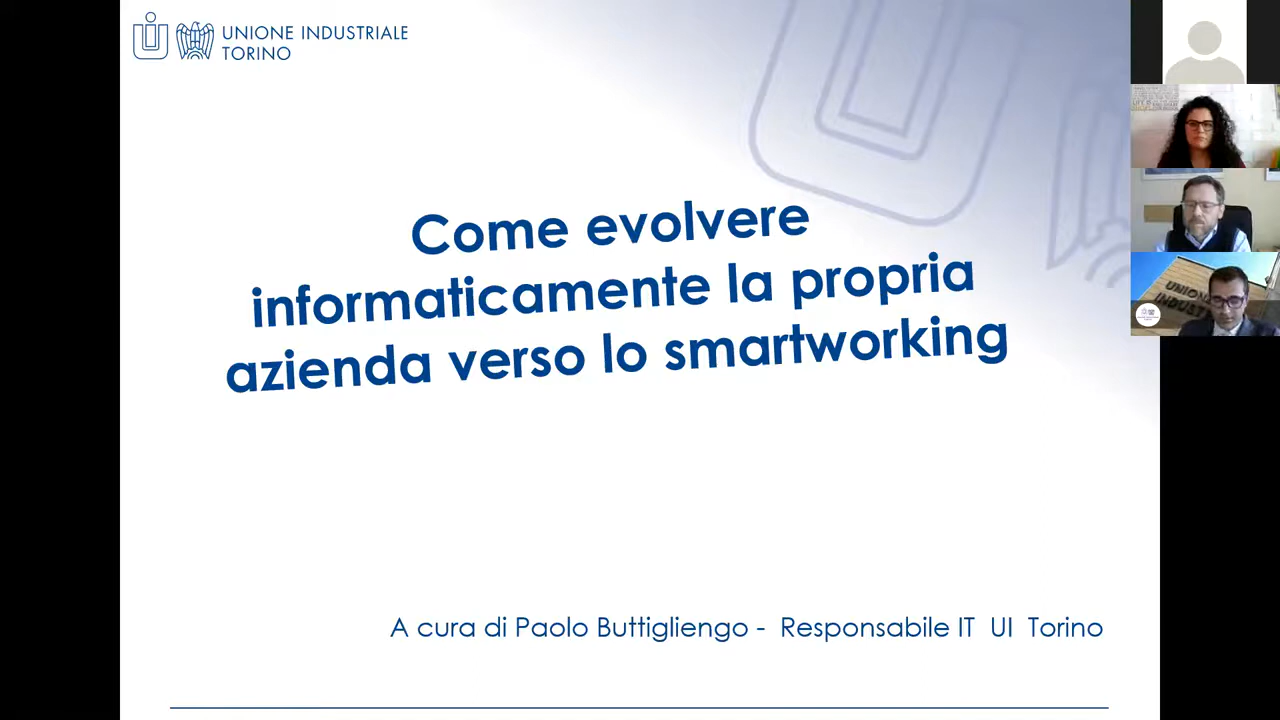 UNIONE INDUSTRIALE
TORINO
Come evolvere
informaticamente la propria
azienda verso lo smartworking
A cura di Paolo Buttigliengo - Responsabile IT UI Torino